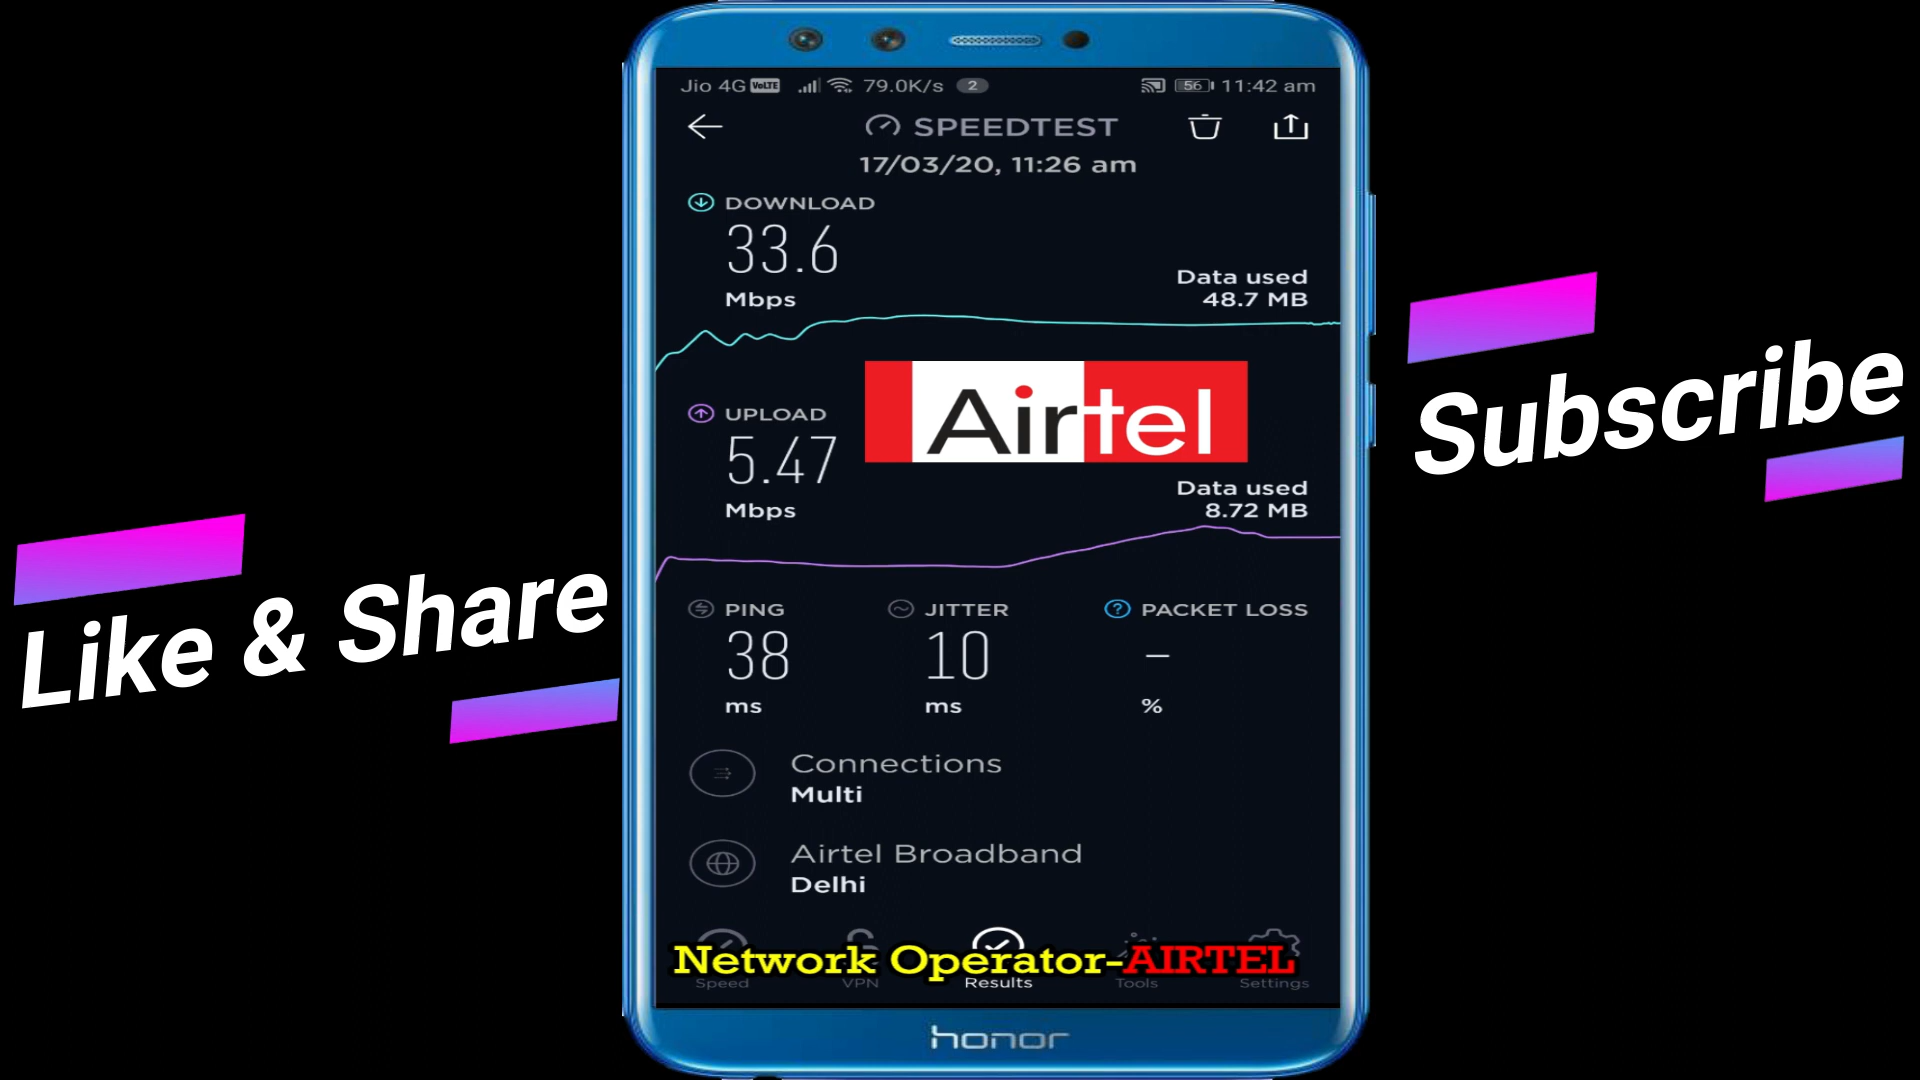 Jio 4G VoLTE 79.0K/s 2 56 11:42 am
SPEEDTEST
17/03/20, 11:26 am
DOWNLOAD
33.6
Mbps
Data used
48.7 MB
Airtel
UPLOAD
5.47
Mbps
Data used
8.72 MB
PING JITTER PACKET LOSS
38 10 –
ms ms %
Connections
Multi
Airtel Broadband
Delhi
Network Operator-AIRTEL
Speed VPN Results Tools Settings
honor
Like & Share
Subscribe